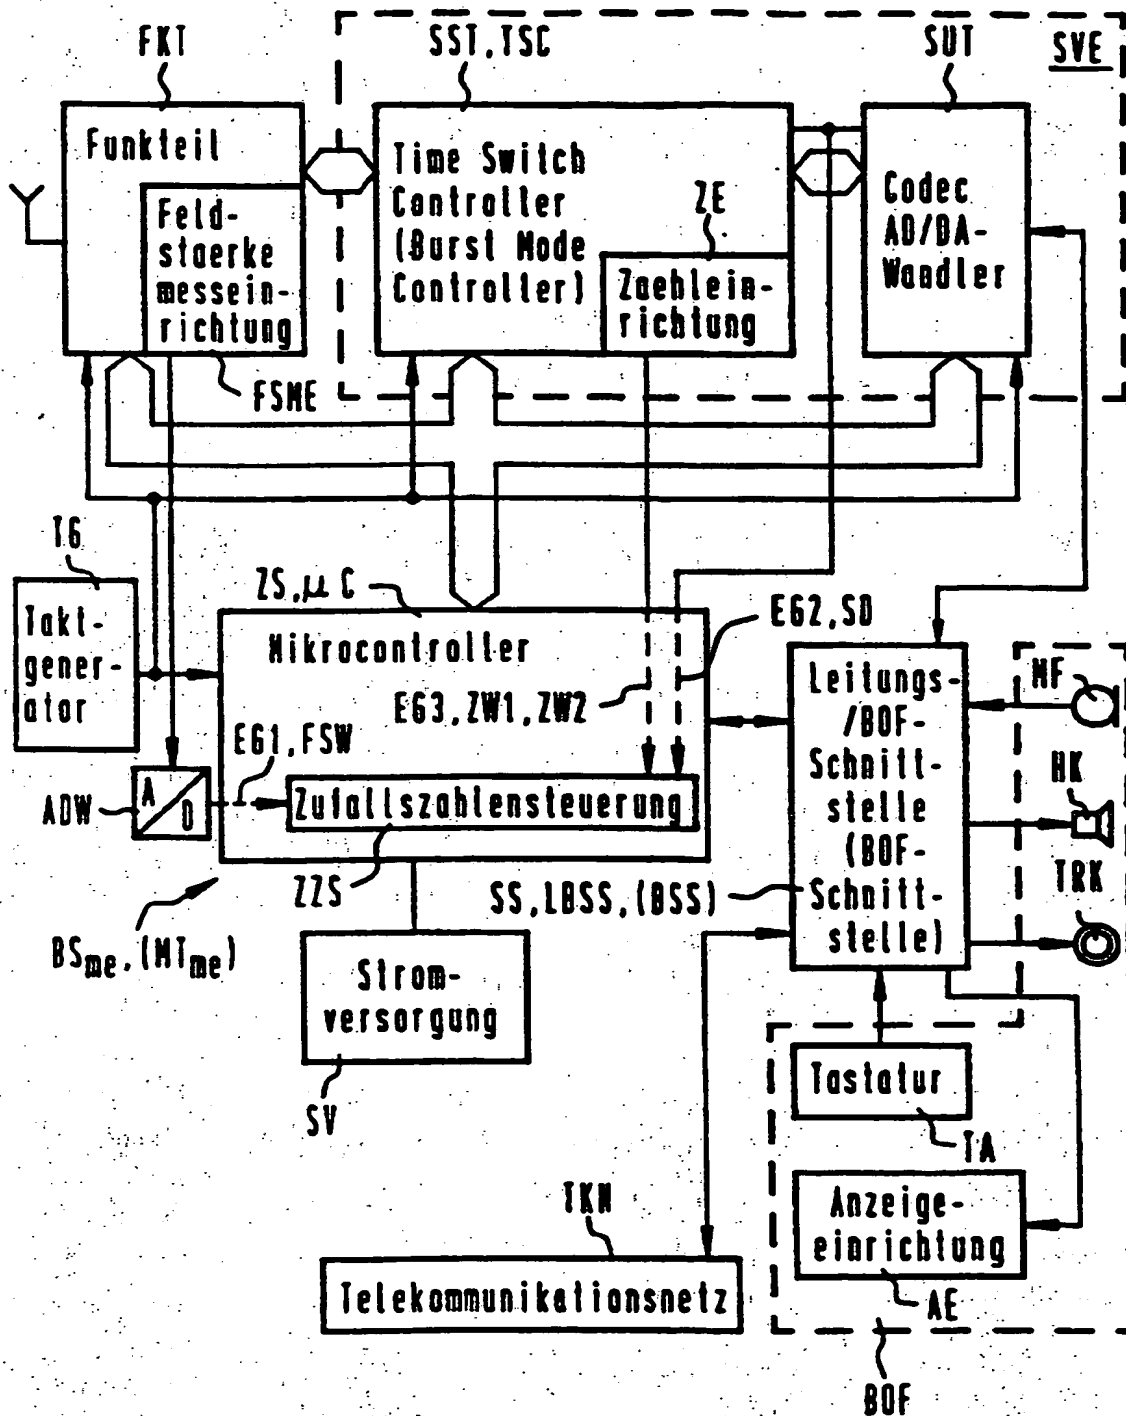 FKT
SST, TSC
SUT
SVE
Funkteil
Feld-
staerke
messein-
richtung
Time Switch
Controller
(Burst Mode
Controller)
ZE
Zaehlein-
richtung
Codec
AD/DA-
Wandler
FSME
TG
Takt-
gener-
ator
ZS, μC
Mikrocontroller
EG2, SD
EG3, ZW1, ZW2
EG1, FSW
ADW
A
D
Zufallszahlensteuerung
ZZS
Leitungs-
/BOF-
Schnitt-
stelle
(BOF-
Schnitt-
stelle)
MF
HK
TRK
SS, LBSS, (BSS)
BSme, (MTme)
Strom-
versorgung
SV
Tastatur
TA
TKN
Telekommunikationsnetz
Anzeige-
einrichtung
AE
BOF